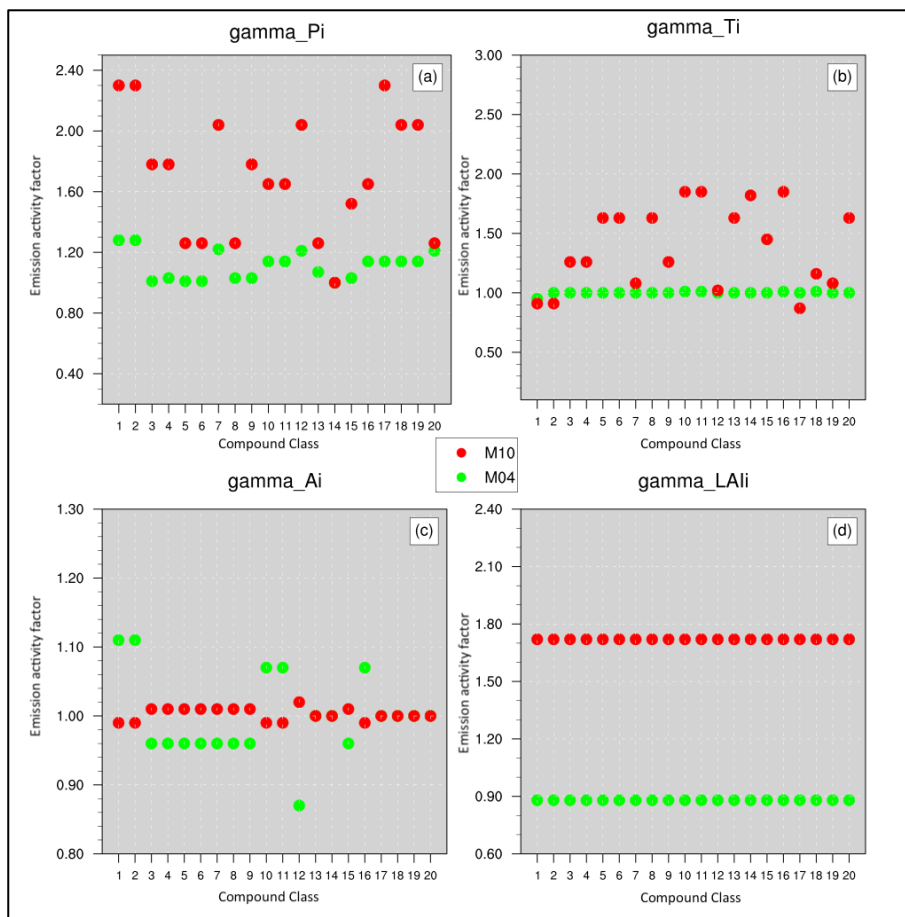 gamma_Pi
(a)
2.40
2.00
1.60
1.20
0.80
0.40
Emission activity factor
1 2 3 4 5 6 7 8 9 10 11 12 13 14 15 16 17 18 19 20
Compound Class
gamma_Ti
(b)
3.00
2.50
2.00
1.50
1.00
0.50
Emission activity factor
1 2 3 4 5 6 7 8 9 10 11 12 13 14 15 16 17 18 19 20
Compound Class
M10
M04
gamma_Ai
(c)
1.30
1.20
1.10
1.00
0.90
0.80
Emission activity factor
1 2 3 4 5 6 7 8 9 10 11 12 13 14 15 16 17 18 19 20
Compound Class
gamma_LAIi
(d)
2.40
2.10
1.80
1.50
1.20
0.90
0.60
Emission activity factor
1 2 3 4 5 6 7 8 9 10 11 12 13 14 15 16 17 18 19 20
Compound Class